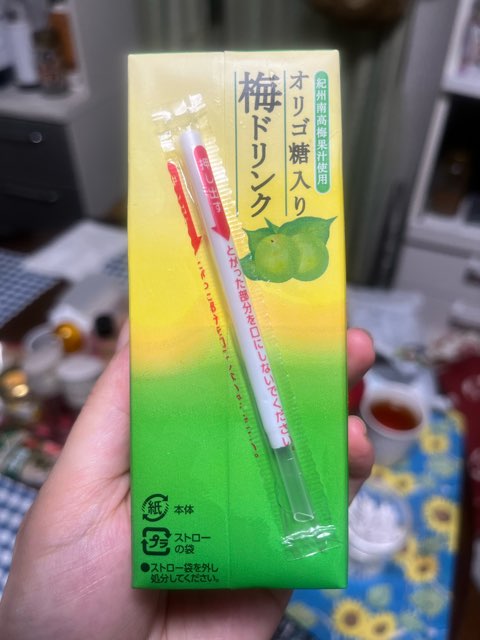 紀州南高梅果汁使用
オリゴ糖入り
梅ドリンク
押し出す
とがった部分を口にしないでください。
紙
本体
プラ
ストロー
の袋
●ストロー袋を外し
処分してください。